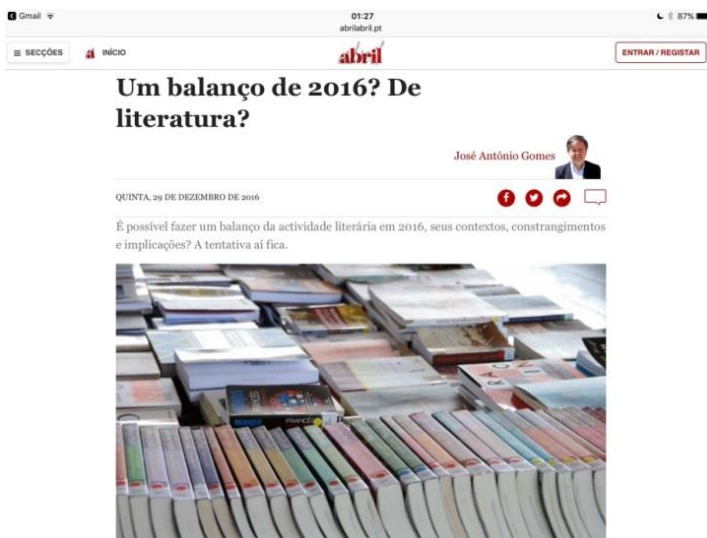 Gmail
01:27
87%
abrilabril.pt
SECÇÕES
INÍCIO
abril
ENTRAR / REGISTAR
Um balanço de 2016? De
literatura?
José António Gomes
QUINTA, 29 DE DEZEMBRO DE 2016
É possível fazer um balanço da actividade literária em 2016, seus contextos, constrangimentos
e implicações? A tentativa aí fica.